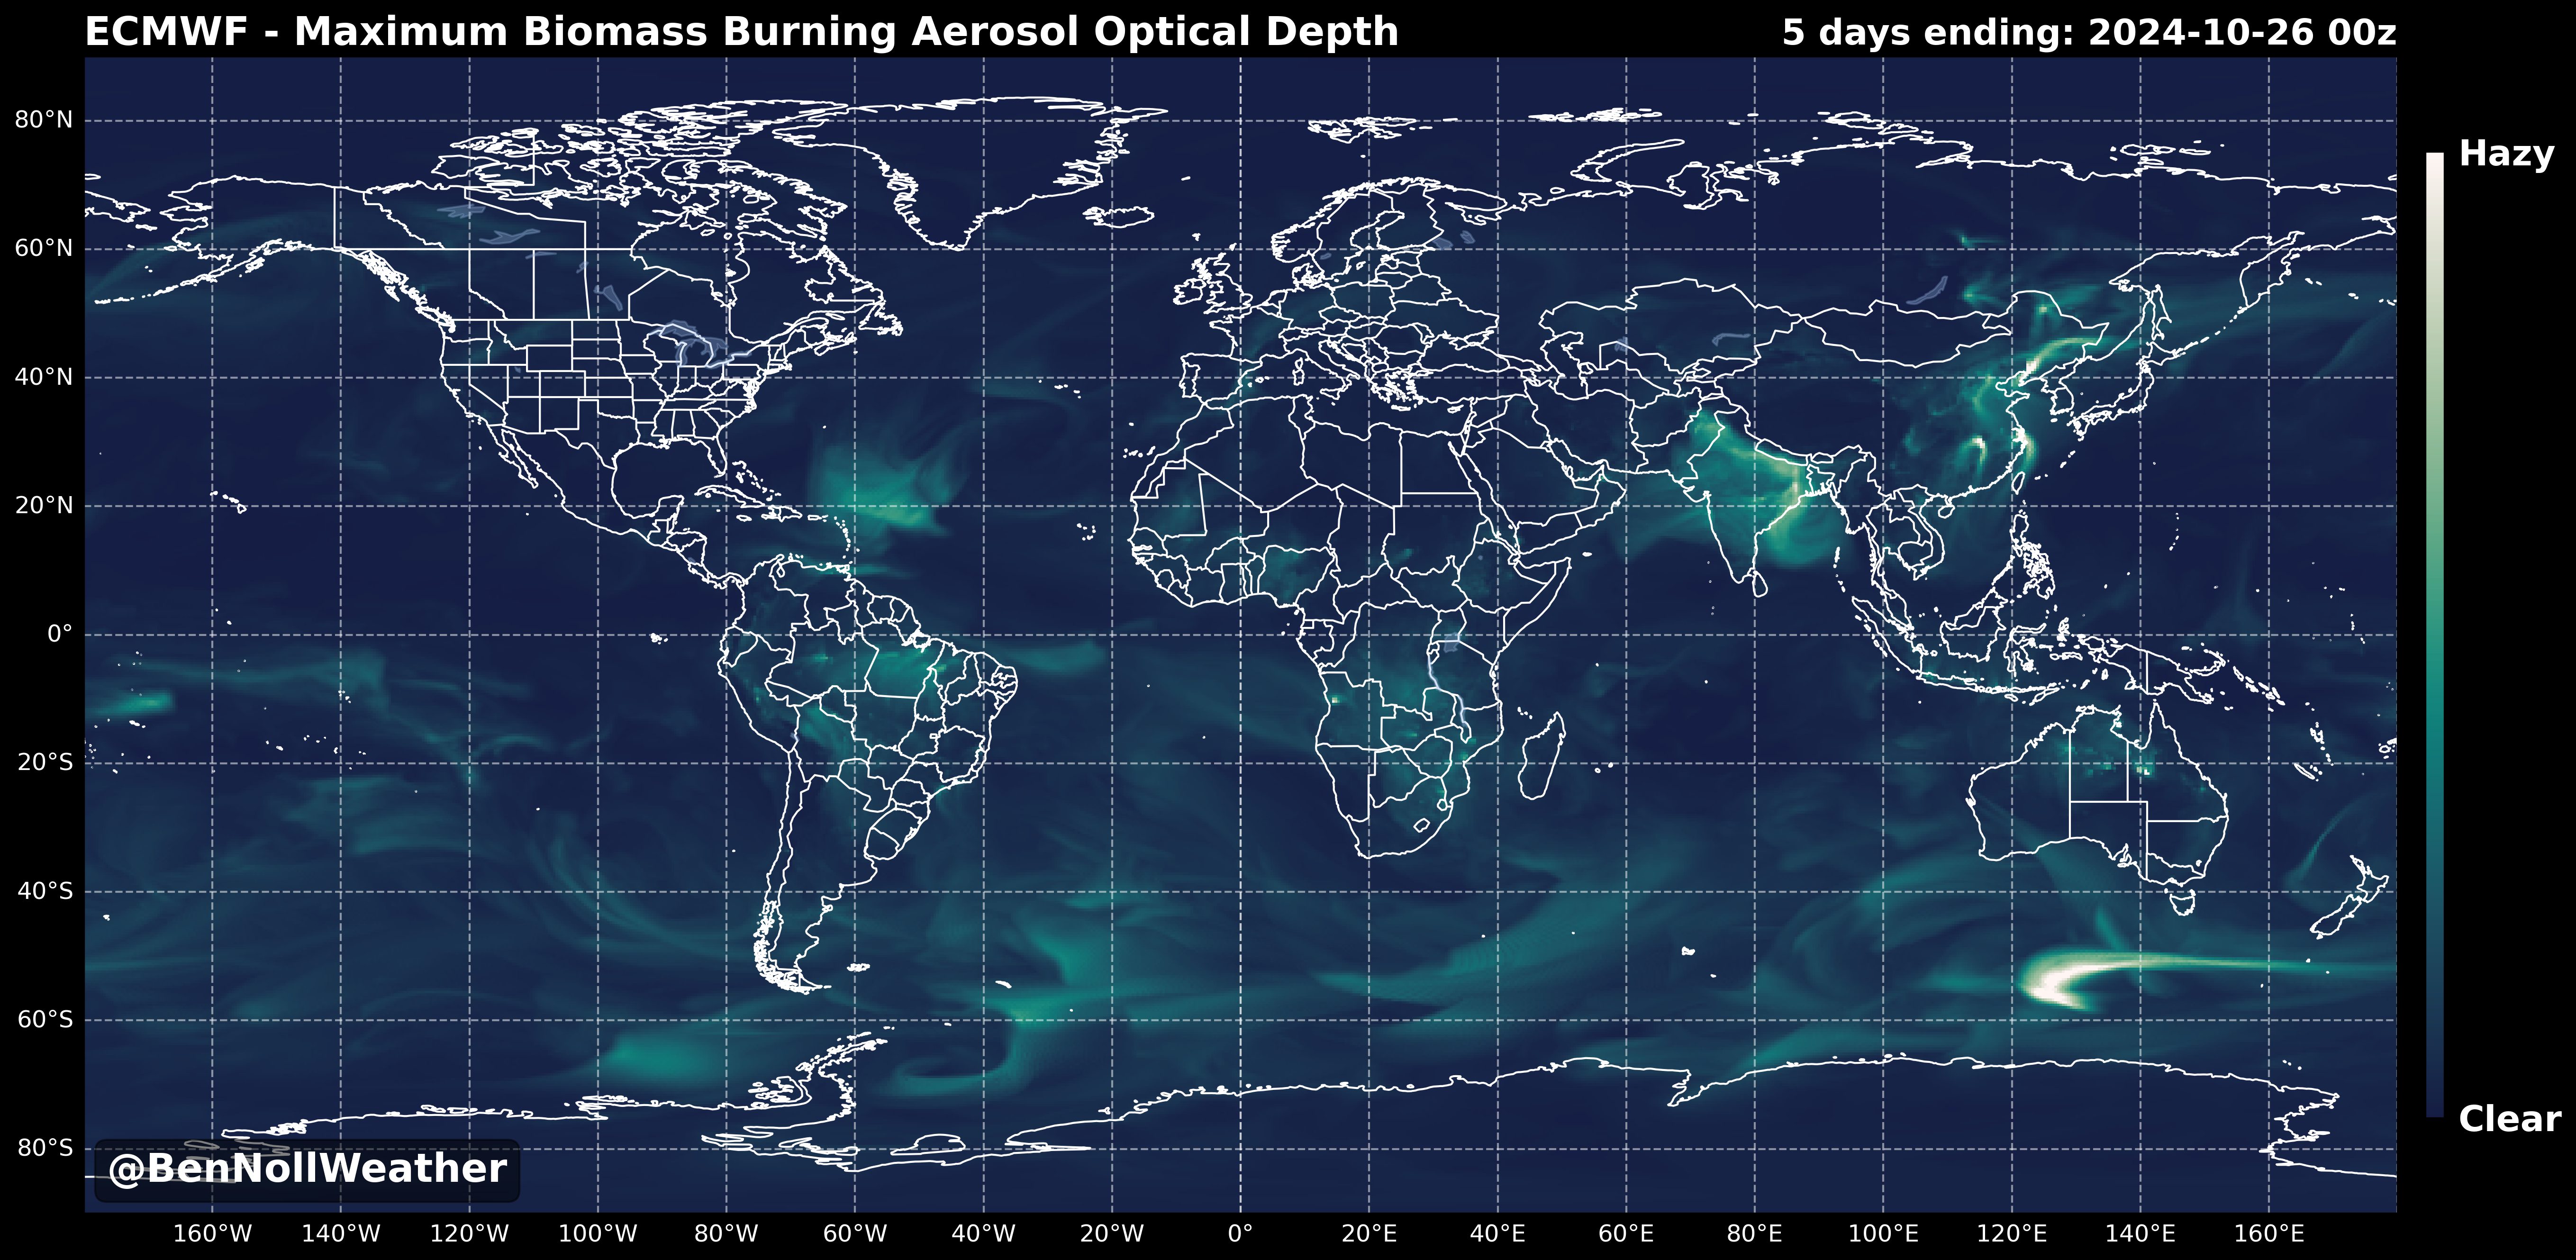 ECMWF - Maximum Biomass Burning Aerosol Optical Depth
5 days ending: 2024-10-26 00z
Hazy
80°N
60°N
40°N
20°N
0°
20°S
40°S
60°S
80°S
Clear
@BenNollWeather
160°W 140°W 120°W 100°W 80°W 60°W 40°W 20°W 0° 20°E 40°E 60°E 80°E 100°E 120°E 140°E 160°E